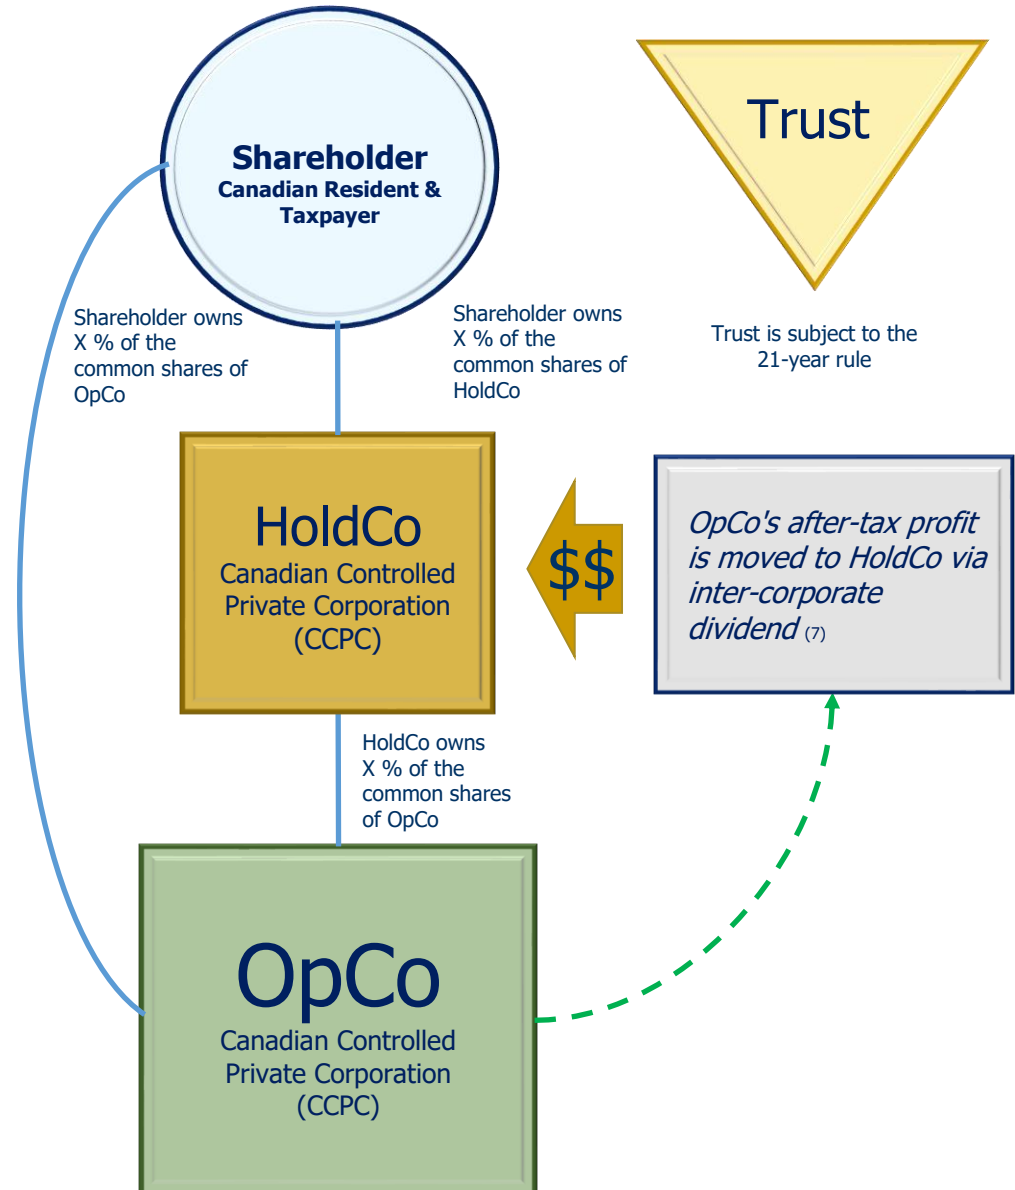 Shareholder
Canadian Resident &
Taxpayer
Trust
Shareholder owns
X % of the
common shares of
OpCo
Shareholder owns
X % of the
common shares of
HoldCo
Trust is subject to the
21-year rule
HoldCo
Canadian Controlled
Private Corporation
(CCPC)
$$
OpCo's after-tax profit
is moved to HoldCo via
inter-corporate
dividend (7)
HoldCo owns
X % of the
common shares
of OpCo
OpCo
Canadian Controlled
Private Corporation
(CCPC)